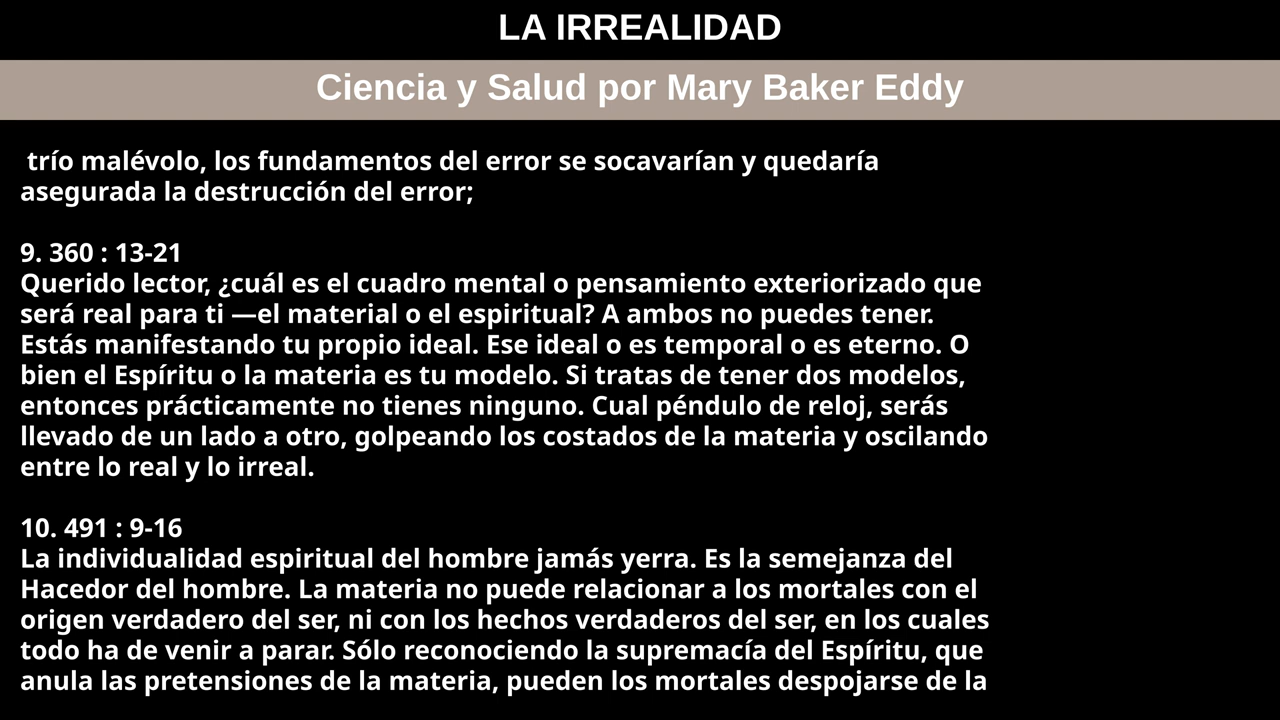 LA IRREALIDAD
Ciencia y Salud por Mary Baker Eddy
trío malévolo, los fundamentos del error se socavarían y quedaría
asegurada la destrucción del error;
9. 360 : 13-21
Querido lector, ¿cuál es el cuadro mental o pensamiento exteriorizado que
será real para ti —el material o el espiritual? A ambos no puedes tener.
Estás manifestando tu propio ideal. Ese ideal o es temporal o es eterno. O
bien el Espíritu o la materia es tu modelo. Si tratas de tener dos modelos,
entonces prácticamente no tienes ninguno. Cual péndulo de reloj, serás
llevado de un lado a otro, golpeando los costados de la materia y oscilando
entre lo real y lo irreal.
10. 491 : 9-16
La individualidad espiritual del hombre jamás yerra. Es la semejanza del
Hacedor del hombre. La materia no puede relacionar a los mortales con el
origen verdadero del ser, ni con los hechos verdaderos del ser, en los cuales
todo ha de venir a parar. Sólo reconociendo la supremacía del Espíritu, que
anula las pretensiones de la materia, pueden los mortales despojarse de la